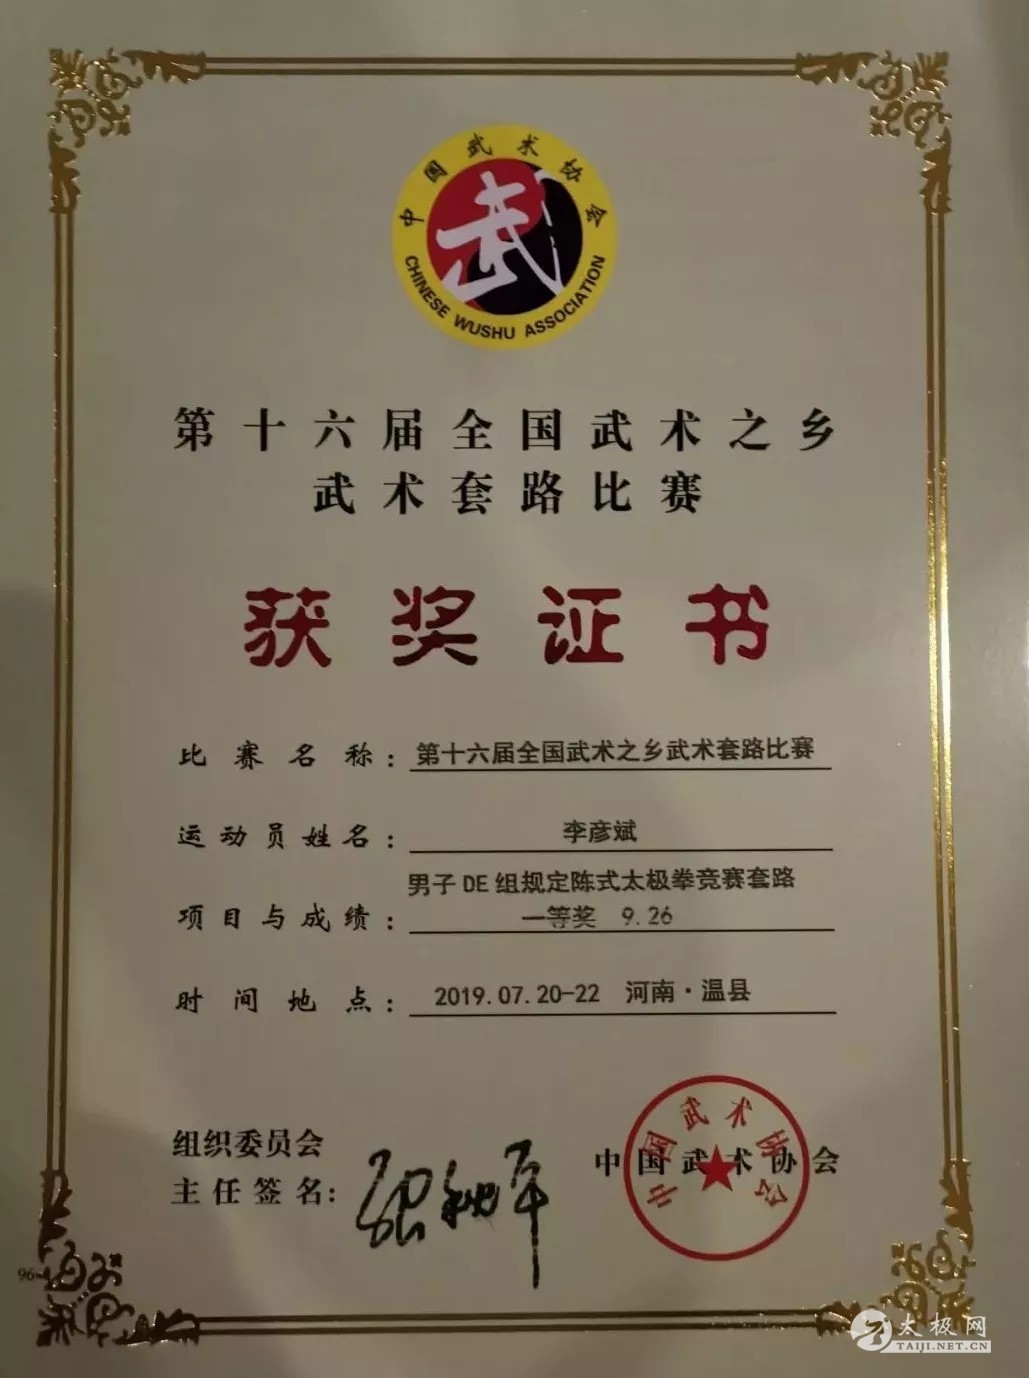 中国武术协会
武
CHINESE WUSHU ASSOCIATION
第十六届全国武术之乡
武术套路比赛
获奖证书
比赛名称：第十六届全国武术之乡武术套路比赛
运动员姓名：李彦斌
男子DE组规定陈式太极拳竞赛套路
项目与成绩：一等奖 9.26
时间地点：2019.07.20-22 河南·温县
组织委员会
主任签名：
中国武术协会
中国武术协会
太极网
TAIJI.NET.CN